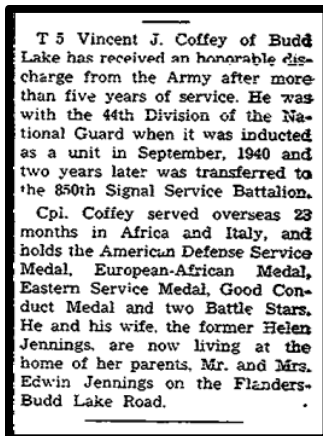 T 5 Vincent J. Coffey of Budd
Lake has received an honorable dis-
charge from the Army after more
than five years of service. He was
with the 44th Division of the Na-
tional Guard when it was inducted
as a unit in September, 1940 and
two years later was transferred to
the 850th Signal Service Battalion.
Cpl. Coffey served overseas 23
months in Africa and Italy, and
holds the American Defense Service
Medal, European-African Medal,
Eastern Service Medal, Good Con-
duct Medal and two Battle Stars.
He and his wife, the former Helen
Jennings, are now living at the
home of her parents, Mr. and Mrs.
Edwin Jennings on the Flanders-
Budd Lake Road.